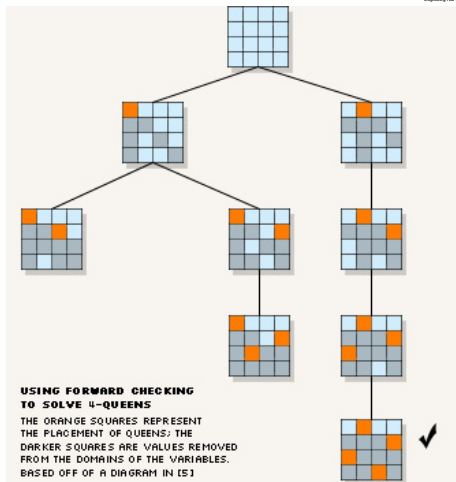 USING FORWARD CHECKING
TO SOLVE 4-QUEENS
THE ORANGE SQUARES REPRESENT
THE PLACEMENT OF QUEENS; THE
DARKER SQUARES ARE VALUES REMOVED
FROM THE DOMAINS OF THE VARIABLES.
BASED OFF OF A DIAGRAM IN [5]